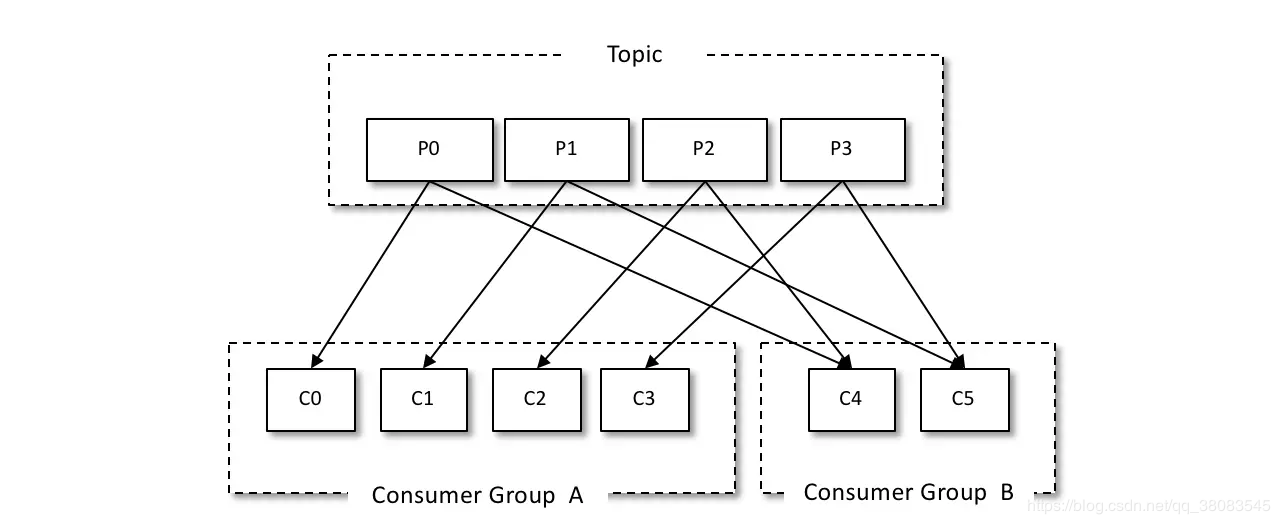 Topic
P0 P1 P2 P3
C0 C1 C2 C3 C4 C5
Consumer Group A Consumer Group B
https://blog.csdn.net/qq_38083545